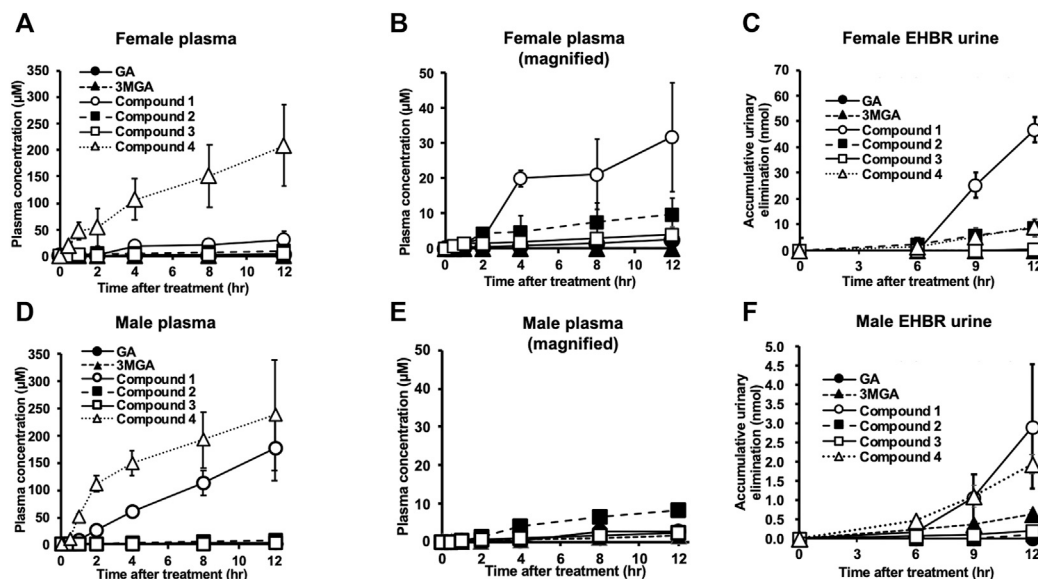 A
Female plasma
Plasma concentration (μM)
350
300
250
200
150
100
50
0
GA
3MGA
Compound 1
Compound 2
Compound 3
Compound 4
0 2 4 6 8 10 12
Time after treatment (hr)
B
Female plasma
(magnified)
Plasma concentration (μM)
50
40
30
20
10
0
0 2 4 6 8 10 12
Time after treatment (hr)
C
Female EHBR urine
Accumulative urinary
elimination (nmol)
70
60
50
40
30
20
10
0
GA
3MGA
Compound 1
Compound 2
Compound 3
Compound 4
0 3 6 9 12
Time after treatment (hr)
D
Male plasma
Plasma concentration (μM)
350
300
250
200
150
100
50
0
GA
3MGA
Compound 1
Compound 2
Compound 3
Compound 4
0 2 4 6 8 10 12
Time after treatment (hr)
E
Male plasma
(magnified)
Plasma concentration (μM)
50
40
30
20
10
0
0 2 4 6 8 10 12
Time after treatment (hr)
F
Male EHBR urine
Accumulative urinary
elimination (nmol)
5.0
4.5
4.0
3.5
3.0
2.5
2.0
1.5
1.0
0.5
0.0
GA
3MGA
Compound 1
Compound 2
Compound 3
Compound 4
0 3 6 9 12
Time after treatment (hr)